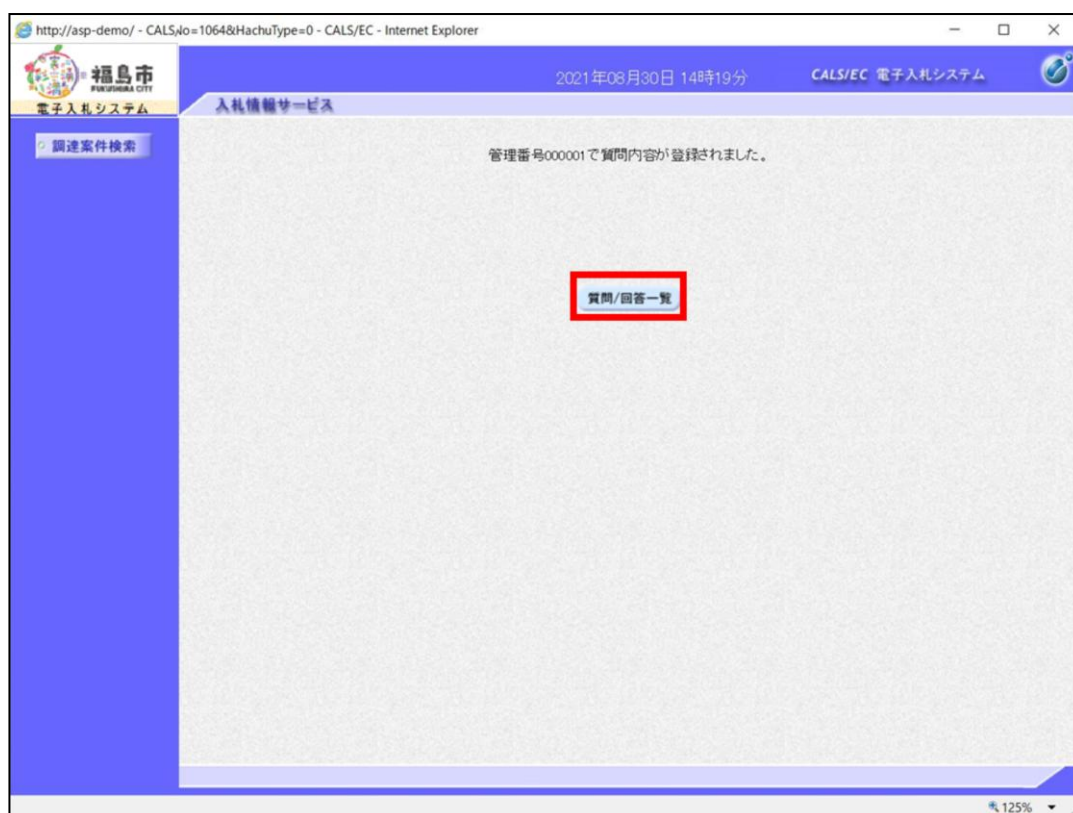 http://asp-demo/ - CALS/No=1064&HachuType=0 - CALS/EC - Internet Explorer
福島市
FUKUSHIMA CITY
電子入札システム
2021年08月30日 14時19分
CALS/EC 電子入札システム
入札情報サービス
調達案件検索
管理番号000001で質問内容が登録されました。
質問/回答一覧
125%